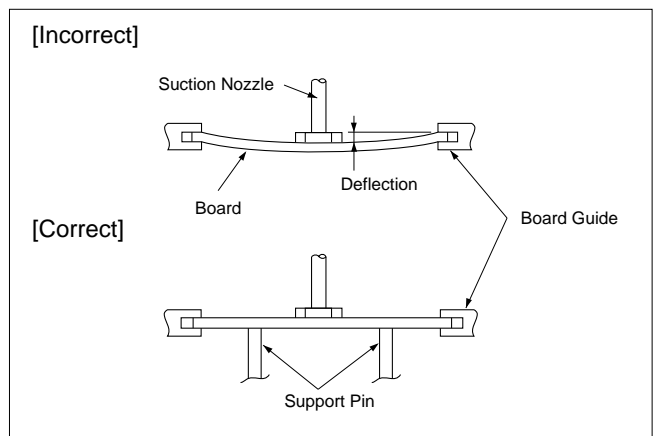 [Incorrect]
Suction Nozzle
Deflection
Board
Board Guide
[Correct]
Support Pin